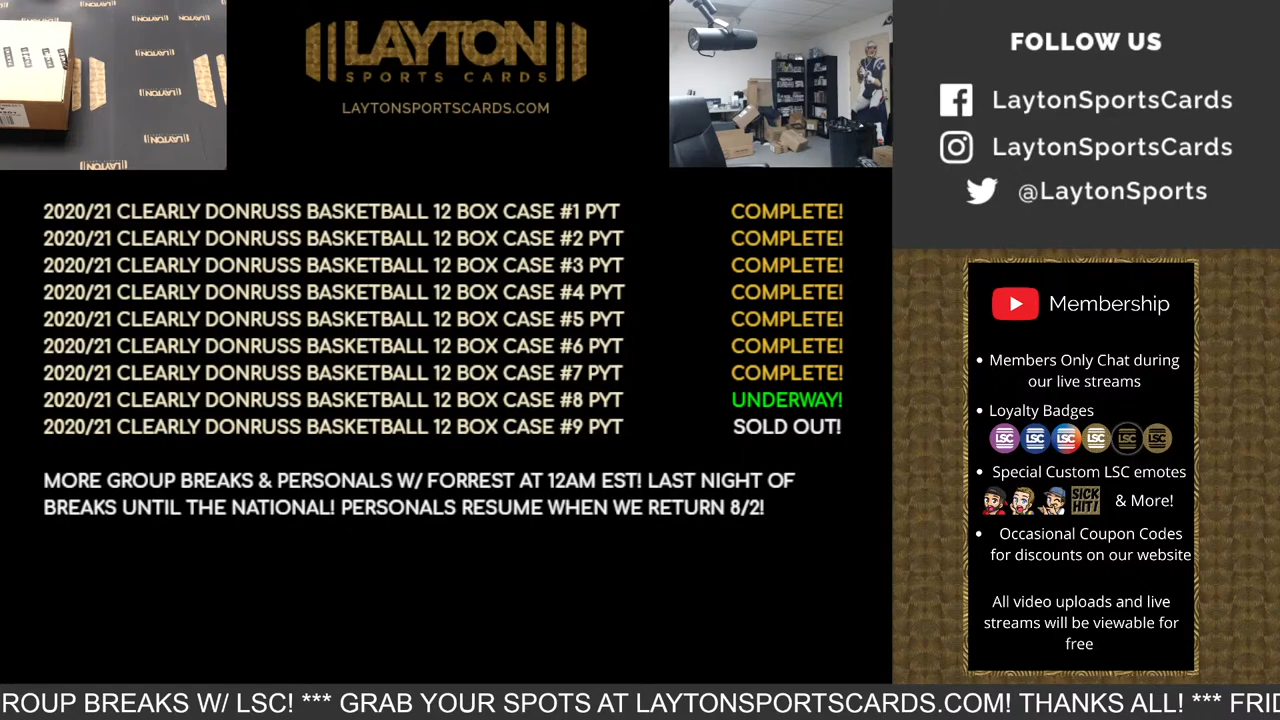 LAYTON
SPORTS CARDS
LAYTONSPORTSCARDS.COM
FOLLOW US
LaytonSportsCards
LaytonSportsCards
@LaytonSports
2020/21 CLEARLY DONRUSS BASKETBALL 12 BOX CASE #1 PYT COMPLETE!
2020/21 CLEARLY DONRUSS BASKETBALL 12 BOX CASE #2 PYT COMPLETE!
2020/21 CLEARLY DONRUSS BASKETBALL 12 BOX CASE #3 PYT COMPLETE!
2020/21 CLEARLY DONRUSS BASKETBALL 12 BOX CASE #4 PYT COMPLETE!
2020/21 CLEARLY DONRUSS BASKETBALL 12 BOX CASE #5 PYT COMPLETE!
2020/21 CLEARLY DONRUSS BASKETBALL 12 BOX CASE #6 PYT COMPLETE!
2020/21 CLEARLY DONRUSS BASKETBALL 12 BOX CASE #7 PYT COMPLETE!
2020/21 CLEARLY DONRUSS BASKETBALL 12 BOX CASE #8 PYT UNDERWAY!
2020/21 CLEARLY DONRUSS BASKETBALL 12 BOX CASE #9 PYT SOLD OUT!
MORE GROUP BREAKS & PERSONALS W/ FORREST AT 12AM EST! LAST NIGHT OF
BREAKS UNTIL THE NATIONAL! PERSONALS RESUME WHEN WE RETURN 8/2!
Membership
• Members Only Chat during
our live streams
• Loyalty Badges
LSC LSC LSC LSC LSC LSC
• Special Custom LSC emotes
SICK HIT! & More!
• Occasional Coupon Codes
for discounts on our website
All video uploads and live
streams will be viewable for
free
ROUP BREAKS W/ LSC! *** GRAB YOUR SPOTS AT LAYTONSPORTSCARDS.COM! THANKS ALL! *** FRI